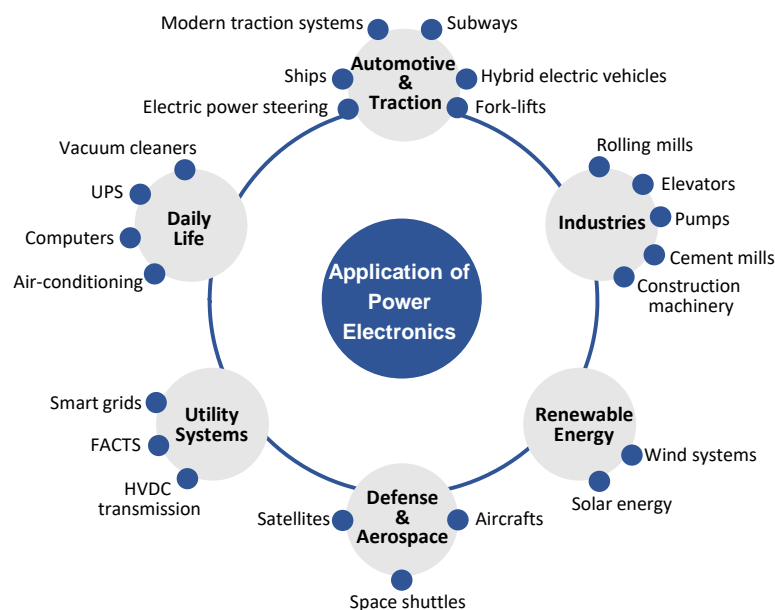 Modern traction systems
Subways
Automotive
&
Traction
Ships
Hybrid electric vehicles
Electric power steering
Fork-lifts
Vacuum cleaners
UPS
Daily
Life
Computers
Air-conditioning
Rolling mills
Elevators
Industries
Pumps
Cement mills
Construction
machinery
Application of
Power
Electronics
Smart grids
Utility
Systems
FACTS
HVDC
transmission
Renewable
Energy
Wind systems
Solar energy
Defense
&
Aerospace
Satellites
Aircrafts
Space shuttles